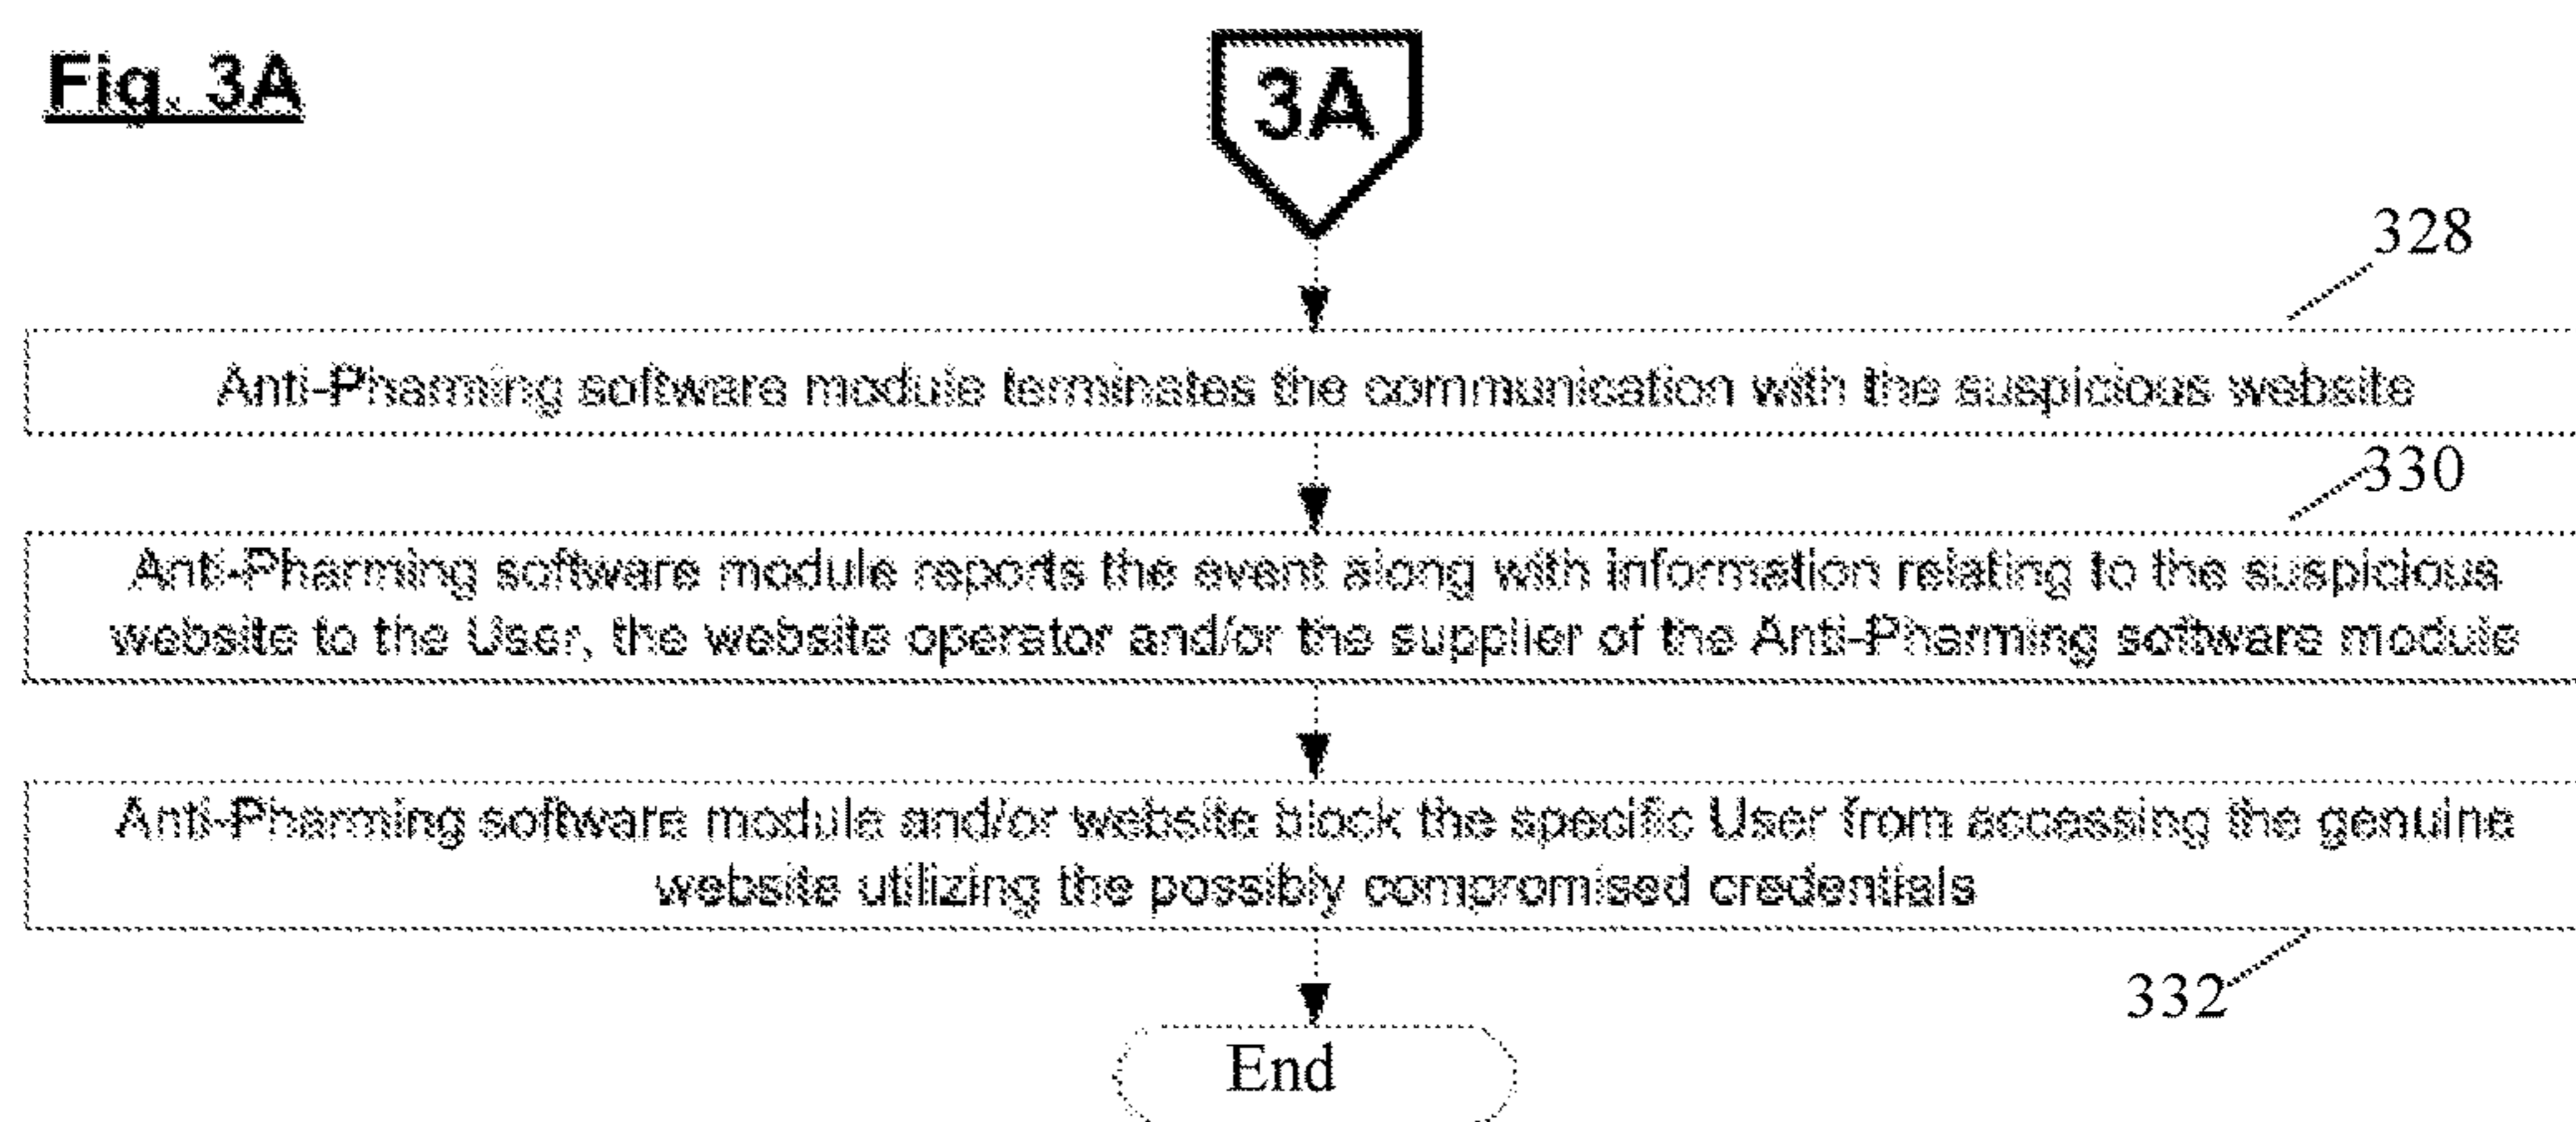 Fig. 3A
3A
328
Anti-Pharming software module terminates the communication with the suspicious website
330
Anti-Pharming software module reports the event along with information relating to the suspicious
website to the User, the website operator and/or the supplier of the Anti-Pharming software module
Anti-Pharming software module and/or website block the specific User from accessing the genuine
website utilizing the possibly compromised credentials
332
End